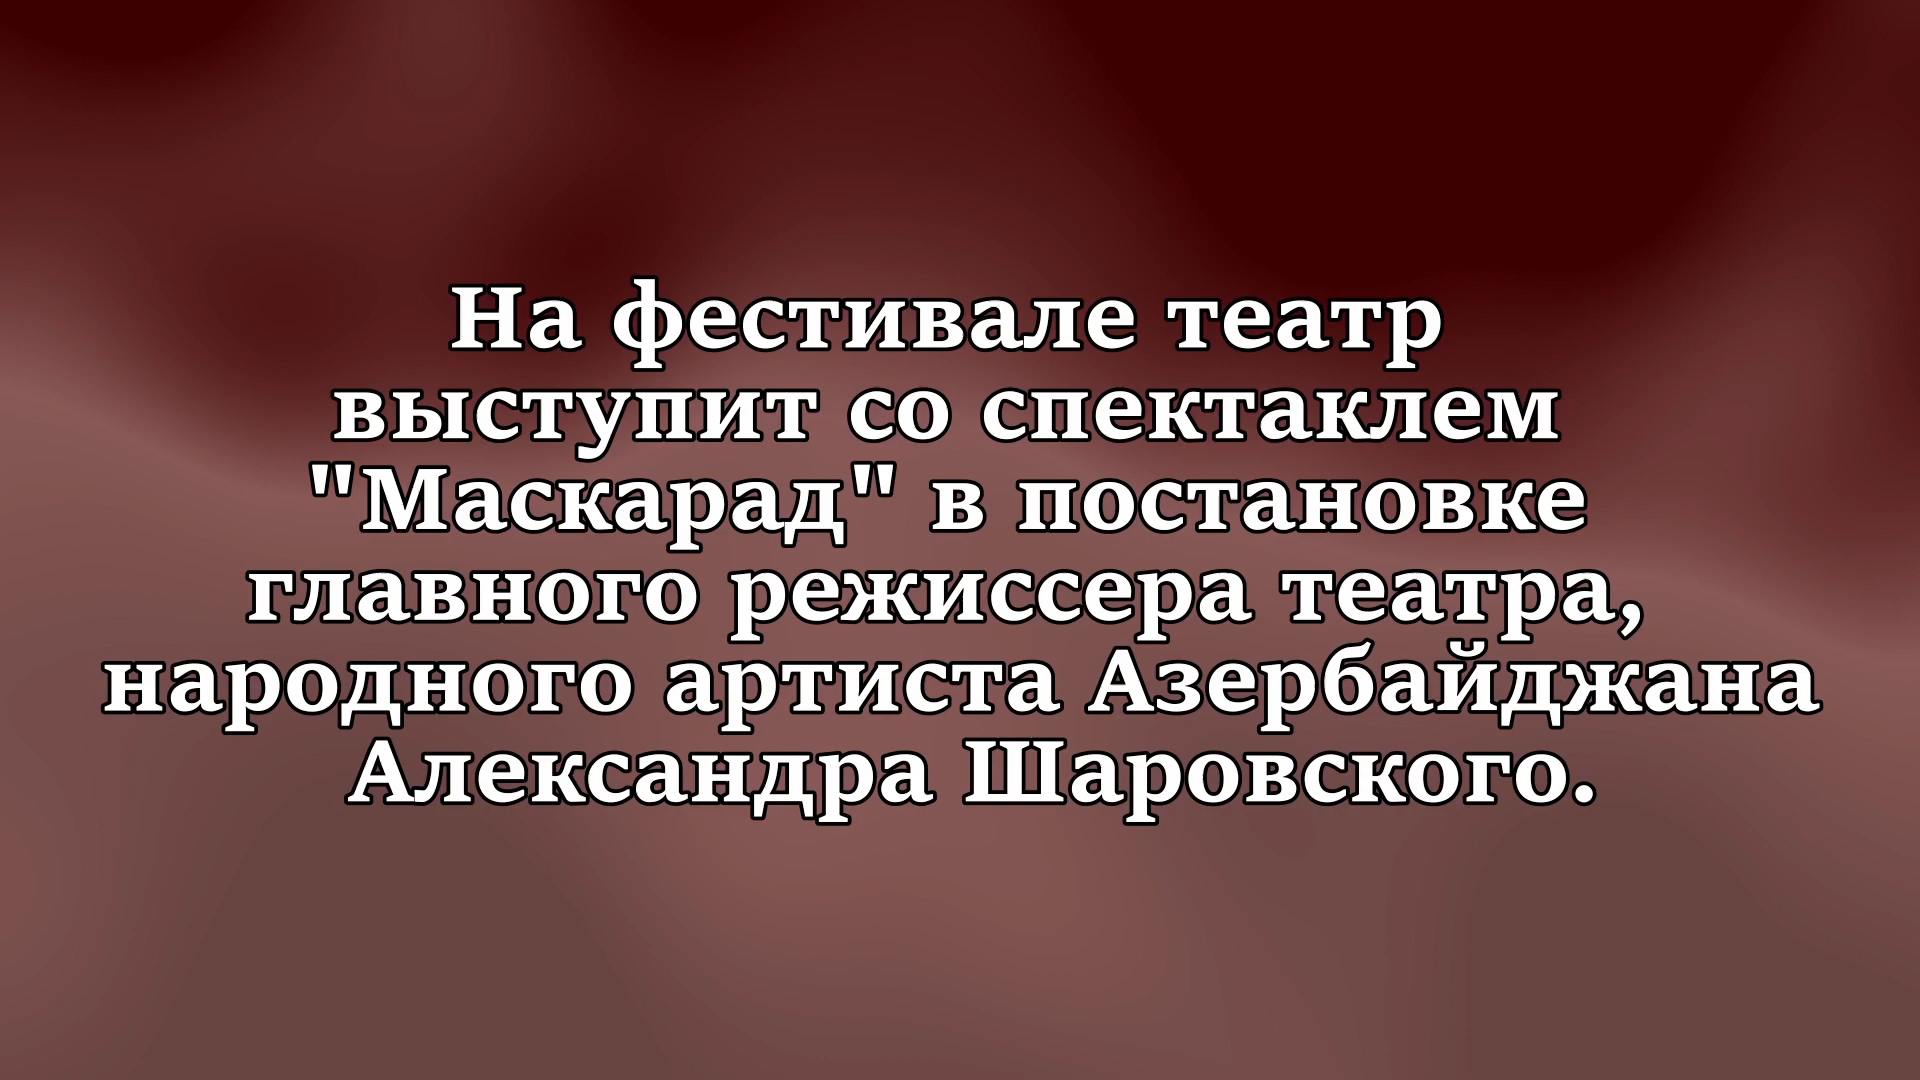 На фестивале театр
выступит со спектаклем
"Маскарад" в постановке
главного режиссера театра,
народного артиста Азербайджана
Александра Шаровского.